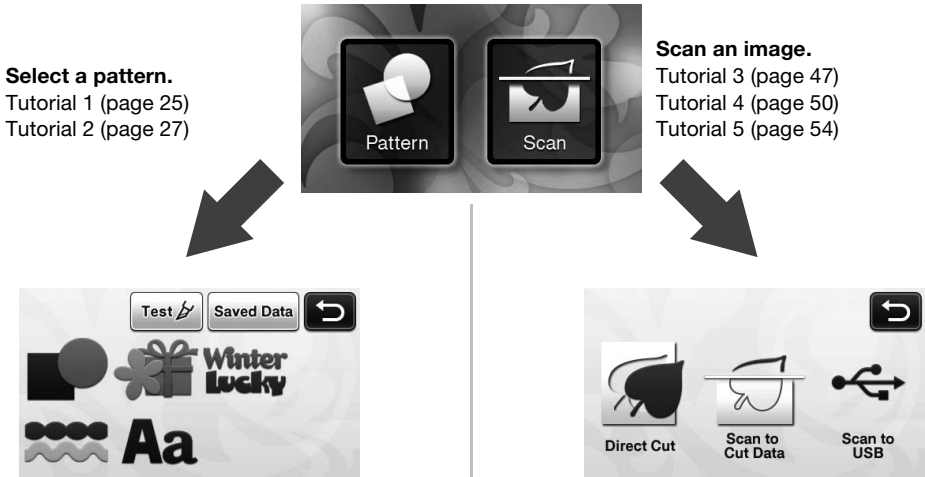 Select a pattern.
Tutorial 1 (page 25)
Tutorial 2 (page 27)
Pattern
Scan
Scan an image.
Tutorial 3 (page 47)
Tutorial 4 (page 50)
Tutorial 5 (page 54)
Test
Saved Data
Winter
Lucky
Aa
Direct Cut
Scan to
Cut Data
Scan to
USB